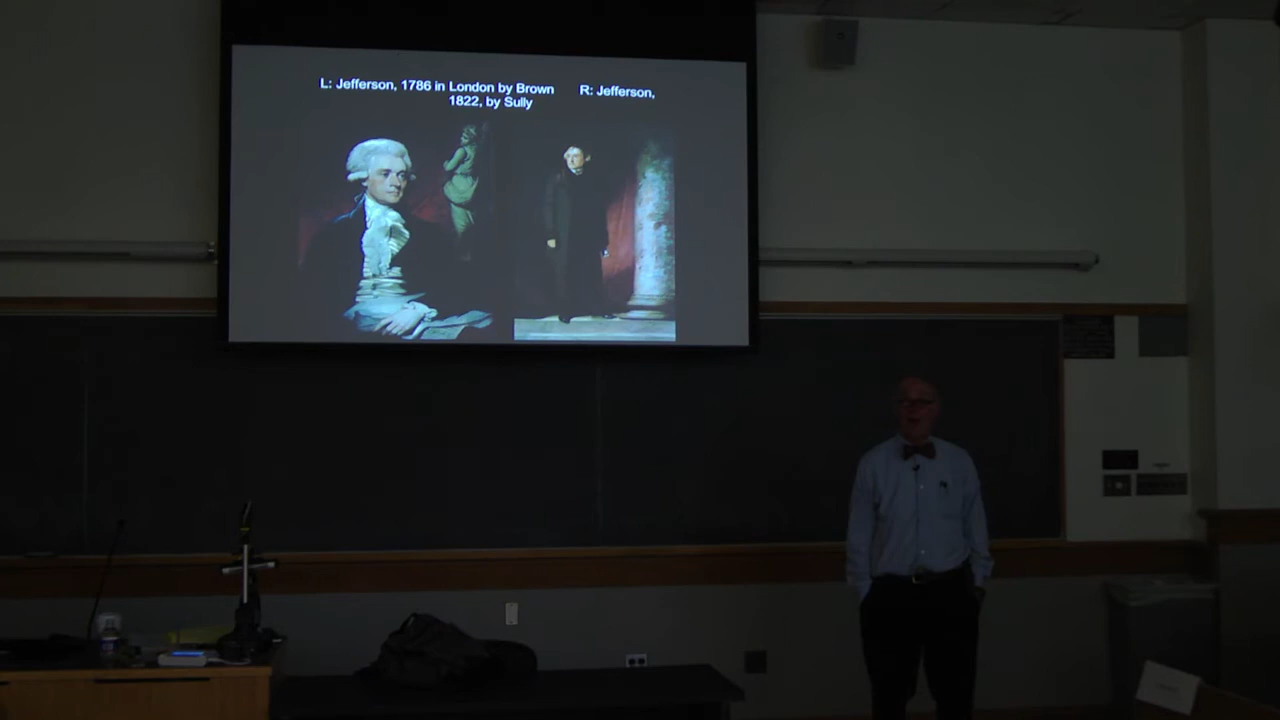 L: Jefferson, 1786 in London by Brown R: Jefferson,
1822, by Sully